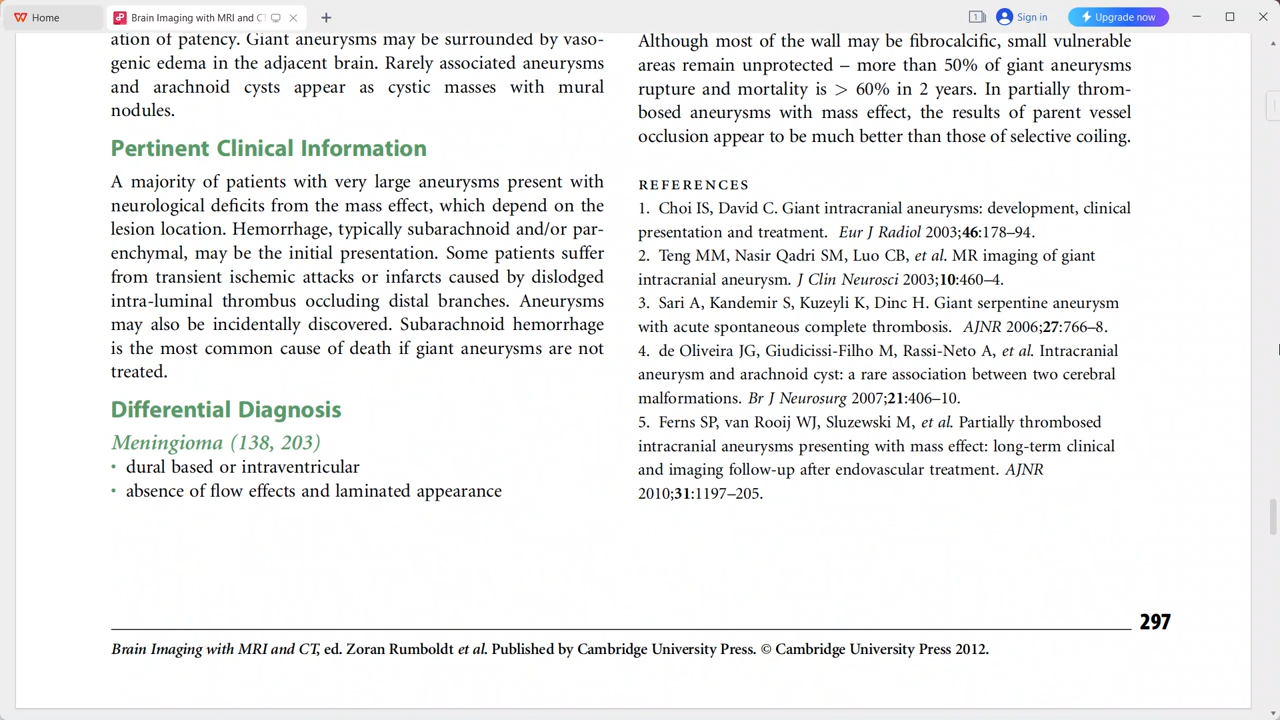 Home
Brain Imaging with MRI and C
1
Sign in
Upgrade now
ation of patency. Giant aneurysms may be surrounded by vaso-
genic edema in the adjacent brain. Rarely associated aneurysms
and arachnoid cysts appear as cystic masses with mural
nodules.
Pertinent Clinical Information
A majority of patients with very large aneurysms present with
neurological deficits from the mass effect, which depend on the
lesion location. Hemorrhage, typically subarachnoid and/or par-
enchymal, may be the initial presentation. Some patients suffer
from transient ischemic attacks or infarcts caused by dislodged
intra-luminal thrombus occluding distal branches. Aneurysms
may also be incidentally discovered. Subarachnoid hemorrhage
is the most common cause of death if giant aneurysms are not
treated.
Differential Diagnosis
Meningioma (138, 203)
• dural based or intraventricular
• absence of flow effects and laminated appearance
Although most of the wall may be fibrocalcific, small vulnerable
areas remain unprotected – more than 50% of giant aneurysms
rupture and mortality is > 60% in 2 years. In partially throm-
bosed aneurysms with mass effect, the results of parent vessel
occlusion appear to be much better than those of selective coiling.
REFERENCES
1. Choi IS, David C. Giant intracranial aneurysms: development, clinical
presentation and treatment. Eur J Radiol 2003;46:178–94.
2. Teng MM, Nasir Qadri SM, Luo CB, et al. MR imaging of giant
intracranial aneurysm. J Clin Neurosci 2003;10:460–4.
3. Sari A, Kandemir S, Kuzeyli K, Dinc H. Giant serpentine aneurysm
with acute spontaneous complete thrombosis. AJNR 2006;27:766–8.
4. de Oliveira JG, Giudicissi-Filho M, Rassi-Neto A, et al. Intracranial
aneurysm and arachnoid cyst: a rare association between two cerebral
malformations. Br J Neurosurg 2007;21:406–10.
5. Ferns SP, van Rooij WJ, Sluzewski M, et al. Partially thrombosed
intracranial aneurysms presenting with mass effect: long-term clinical
and imaging follow-up after endovascular treatment. AJNR
2010;31:1197–205.
297
Brain Imaging with MRI and CT, ed. Zoran Rumboldt et al. Published by Cambridge University Press. © Cambridge University Press 2012.